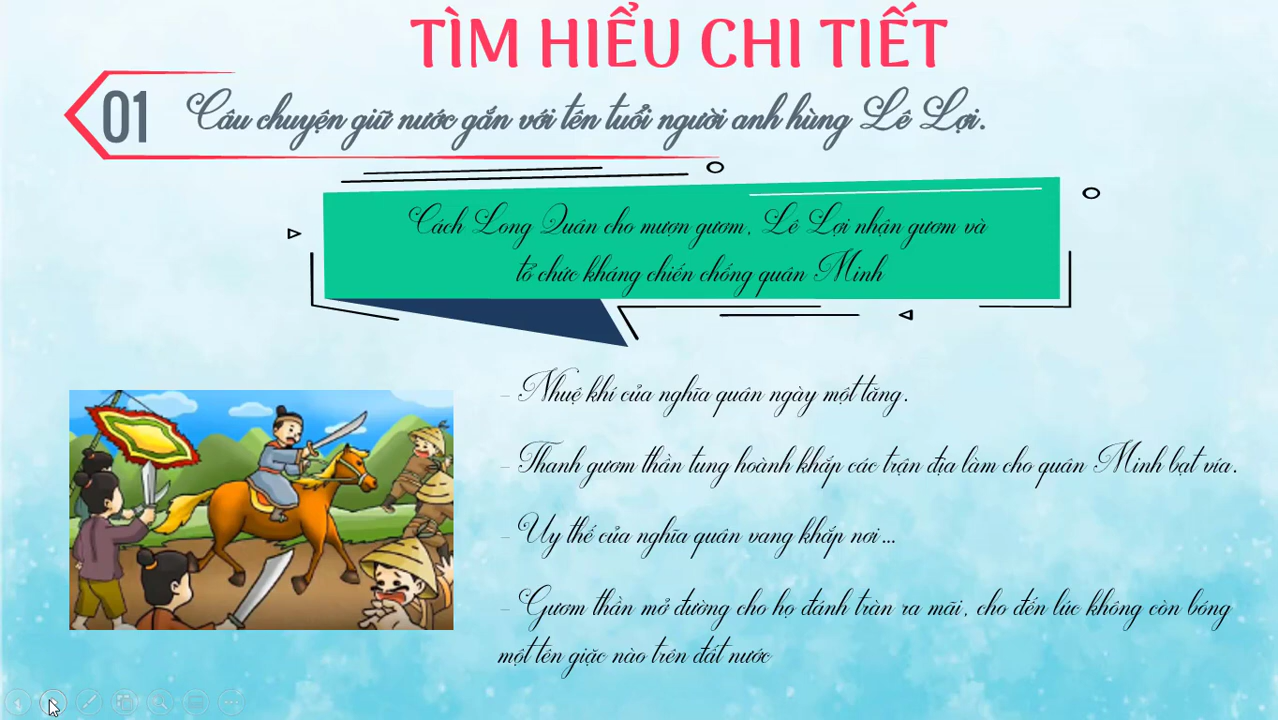 TÌM HIỂU CHI TIẾT
01 Câu chuyện giữ nước gắn với tên tuổi người anh hùng Lê Lợi.
Cách Long Quân cho mượn gươm, Lê Lợi nhận gươm và
tổ chức kháng chiến chống quân Minh
- Nhuệ khí của nghĩa quân ngày một tăng.
- Thanh gươm thần tung hoành khắp các trận địa làm cho quân Minh bạt vía.
- Uy thế của nghĩa quân vang khắp nơi...
- Gươm thần mở đường cho họ đánh tràn ra mãi, cho đến lúc không còn bóng
một tên giặc nào trên đất nước